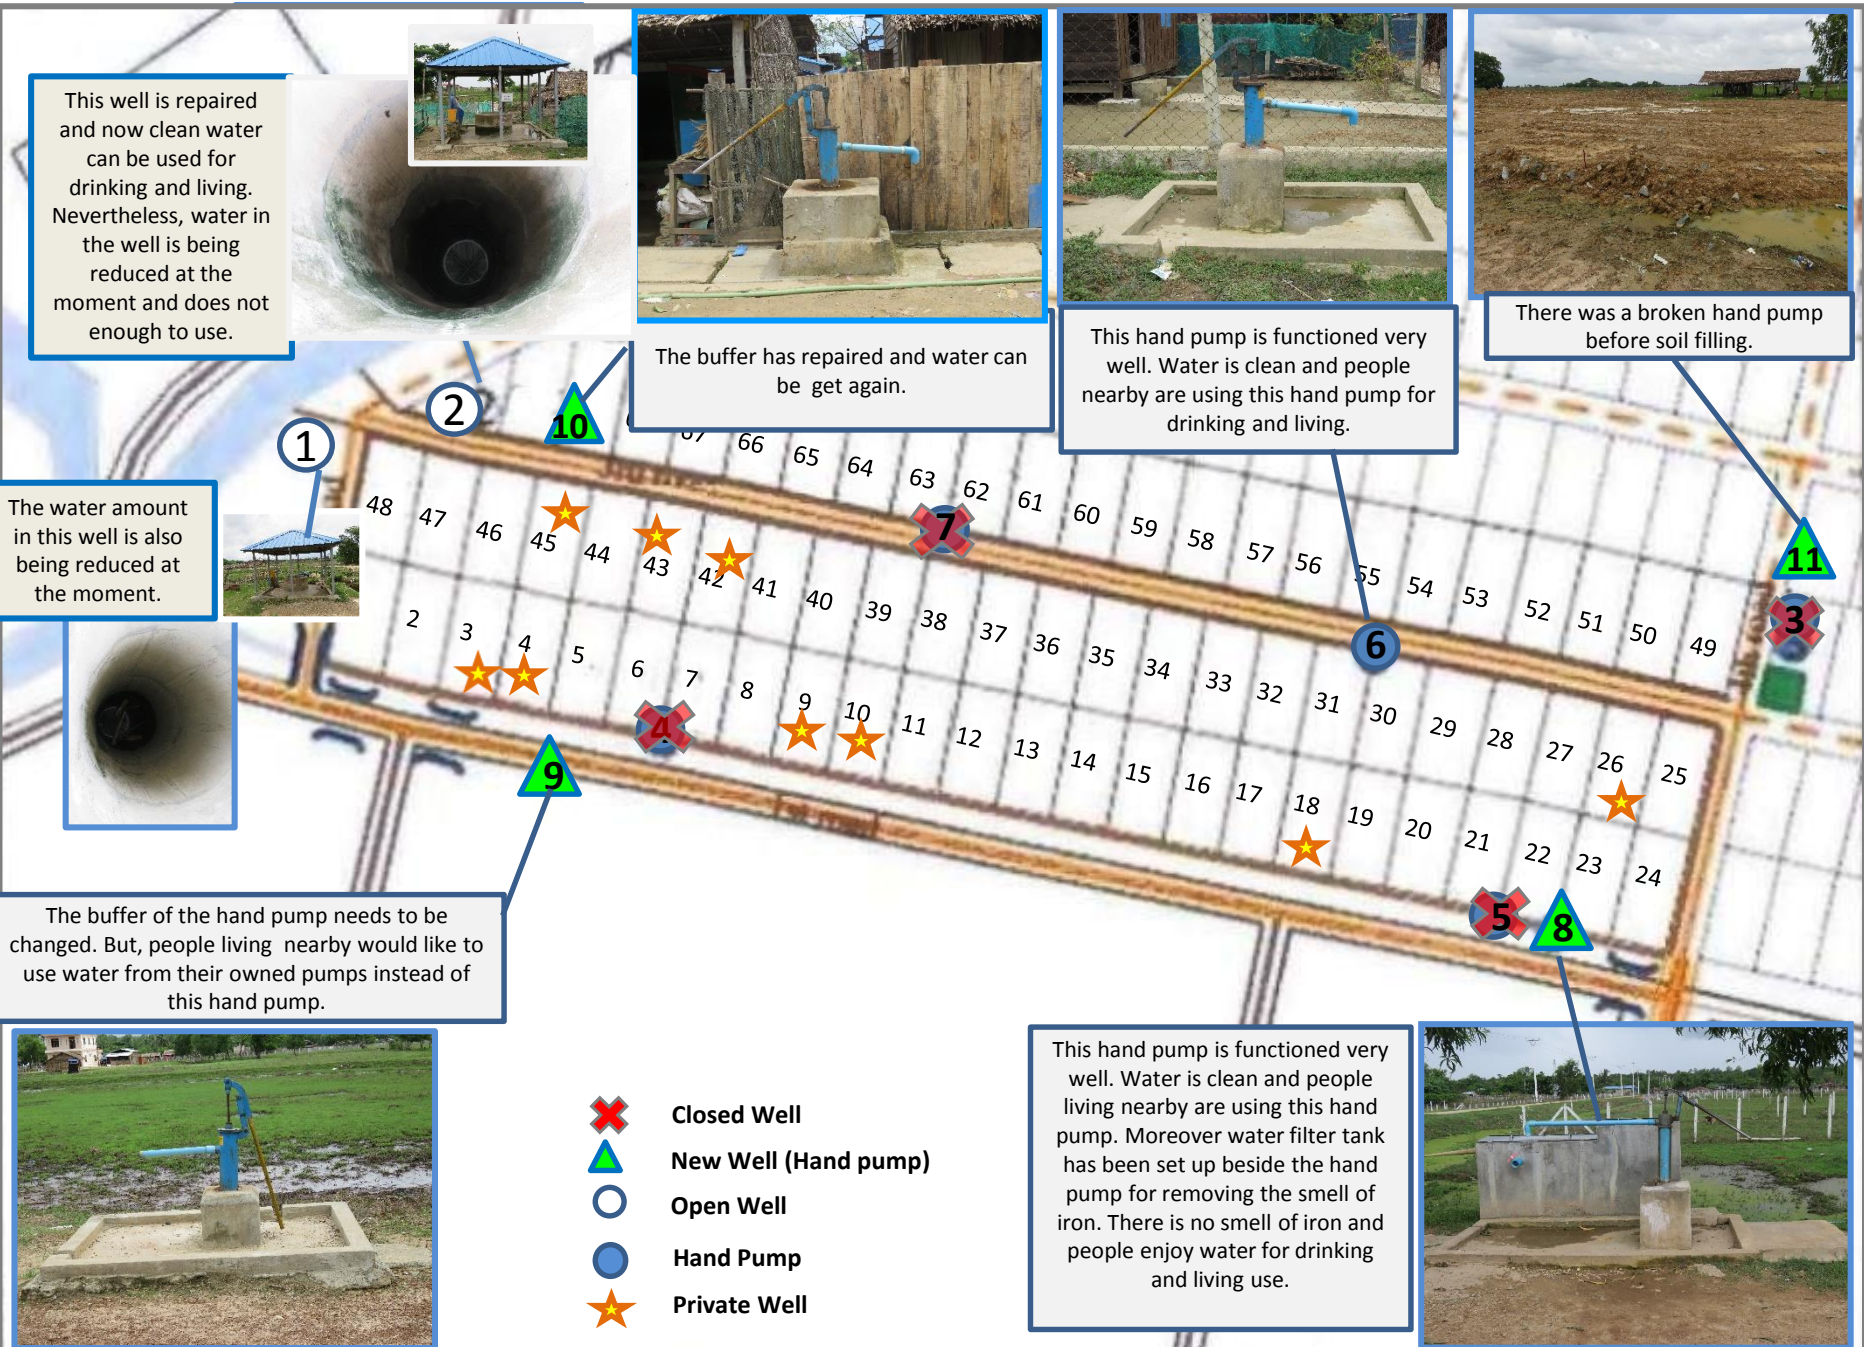 This well is repaired
and now clean water
can be used for
drinking and living.
Nevertheless, water in
the well is being
reduced at the
moment and does not
enough to use.
The buffer has repaired and water can
be get again.
This hand pump is functioned very
well. Water is clean and people
nearby are using this hand pump for
drinking and living.
There was a broken hand pump
before soil filling.
1
2
10
67
66
65
64
63
62
61
60
59
58
57
56
55
54
53
52
51
50
49
11
3
7
6
The water amount
in this well is also
being reduced at
the moment.
48
47
46
45
44
43
42
41
40
39
38
37
36
35
34
33
32
31
30
29
28
27
26
25
2
3
4
5
6
7
8
9
10
11
12
13
14
15
16
17
18
19
20
21
22
23
24
4
9
5
8
The buffer of the hand pump needs to be
changed. But, people living nearby would like to
use water from their owned pumps instead of
this hand pump.
Closed Well
New Well (Hand pump)
Open Well
Hand Pump
Private Well
This hand pump is functioned very
well. Water is clean and people
living nearby are using this hand
pump. Moreover water filter tank
has been set up beside the hand
pump for removing the smell of
iron. There is no smell of iron and
people enjoy water for drinking
and living use.